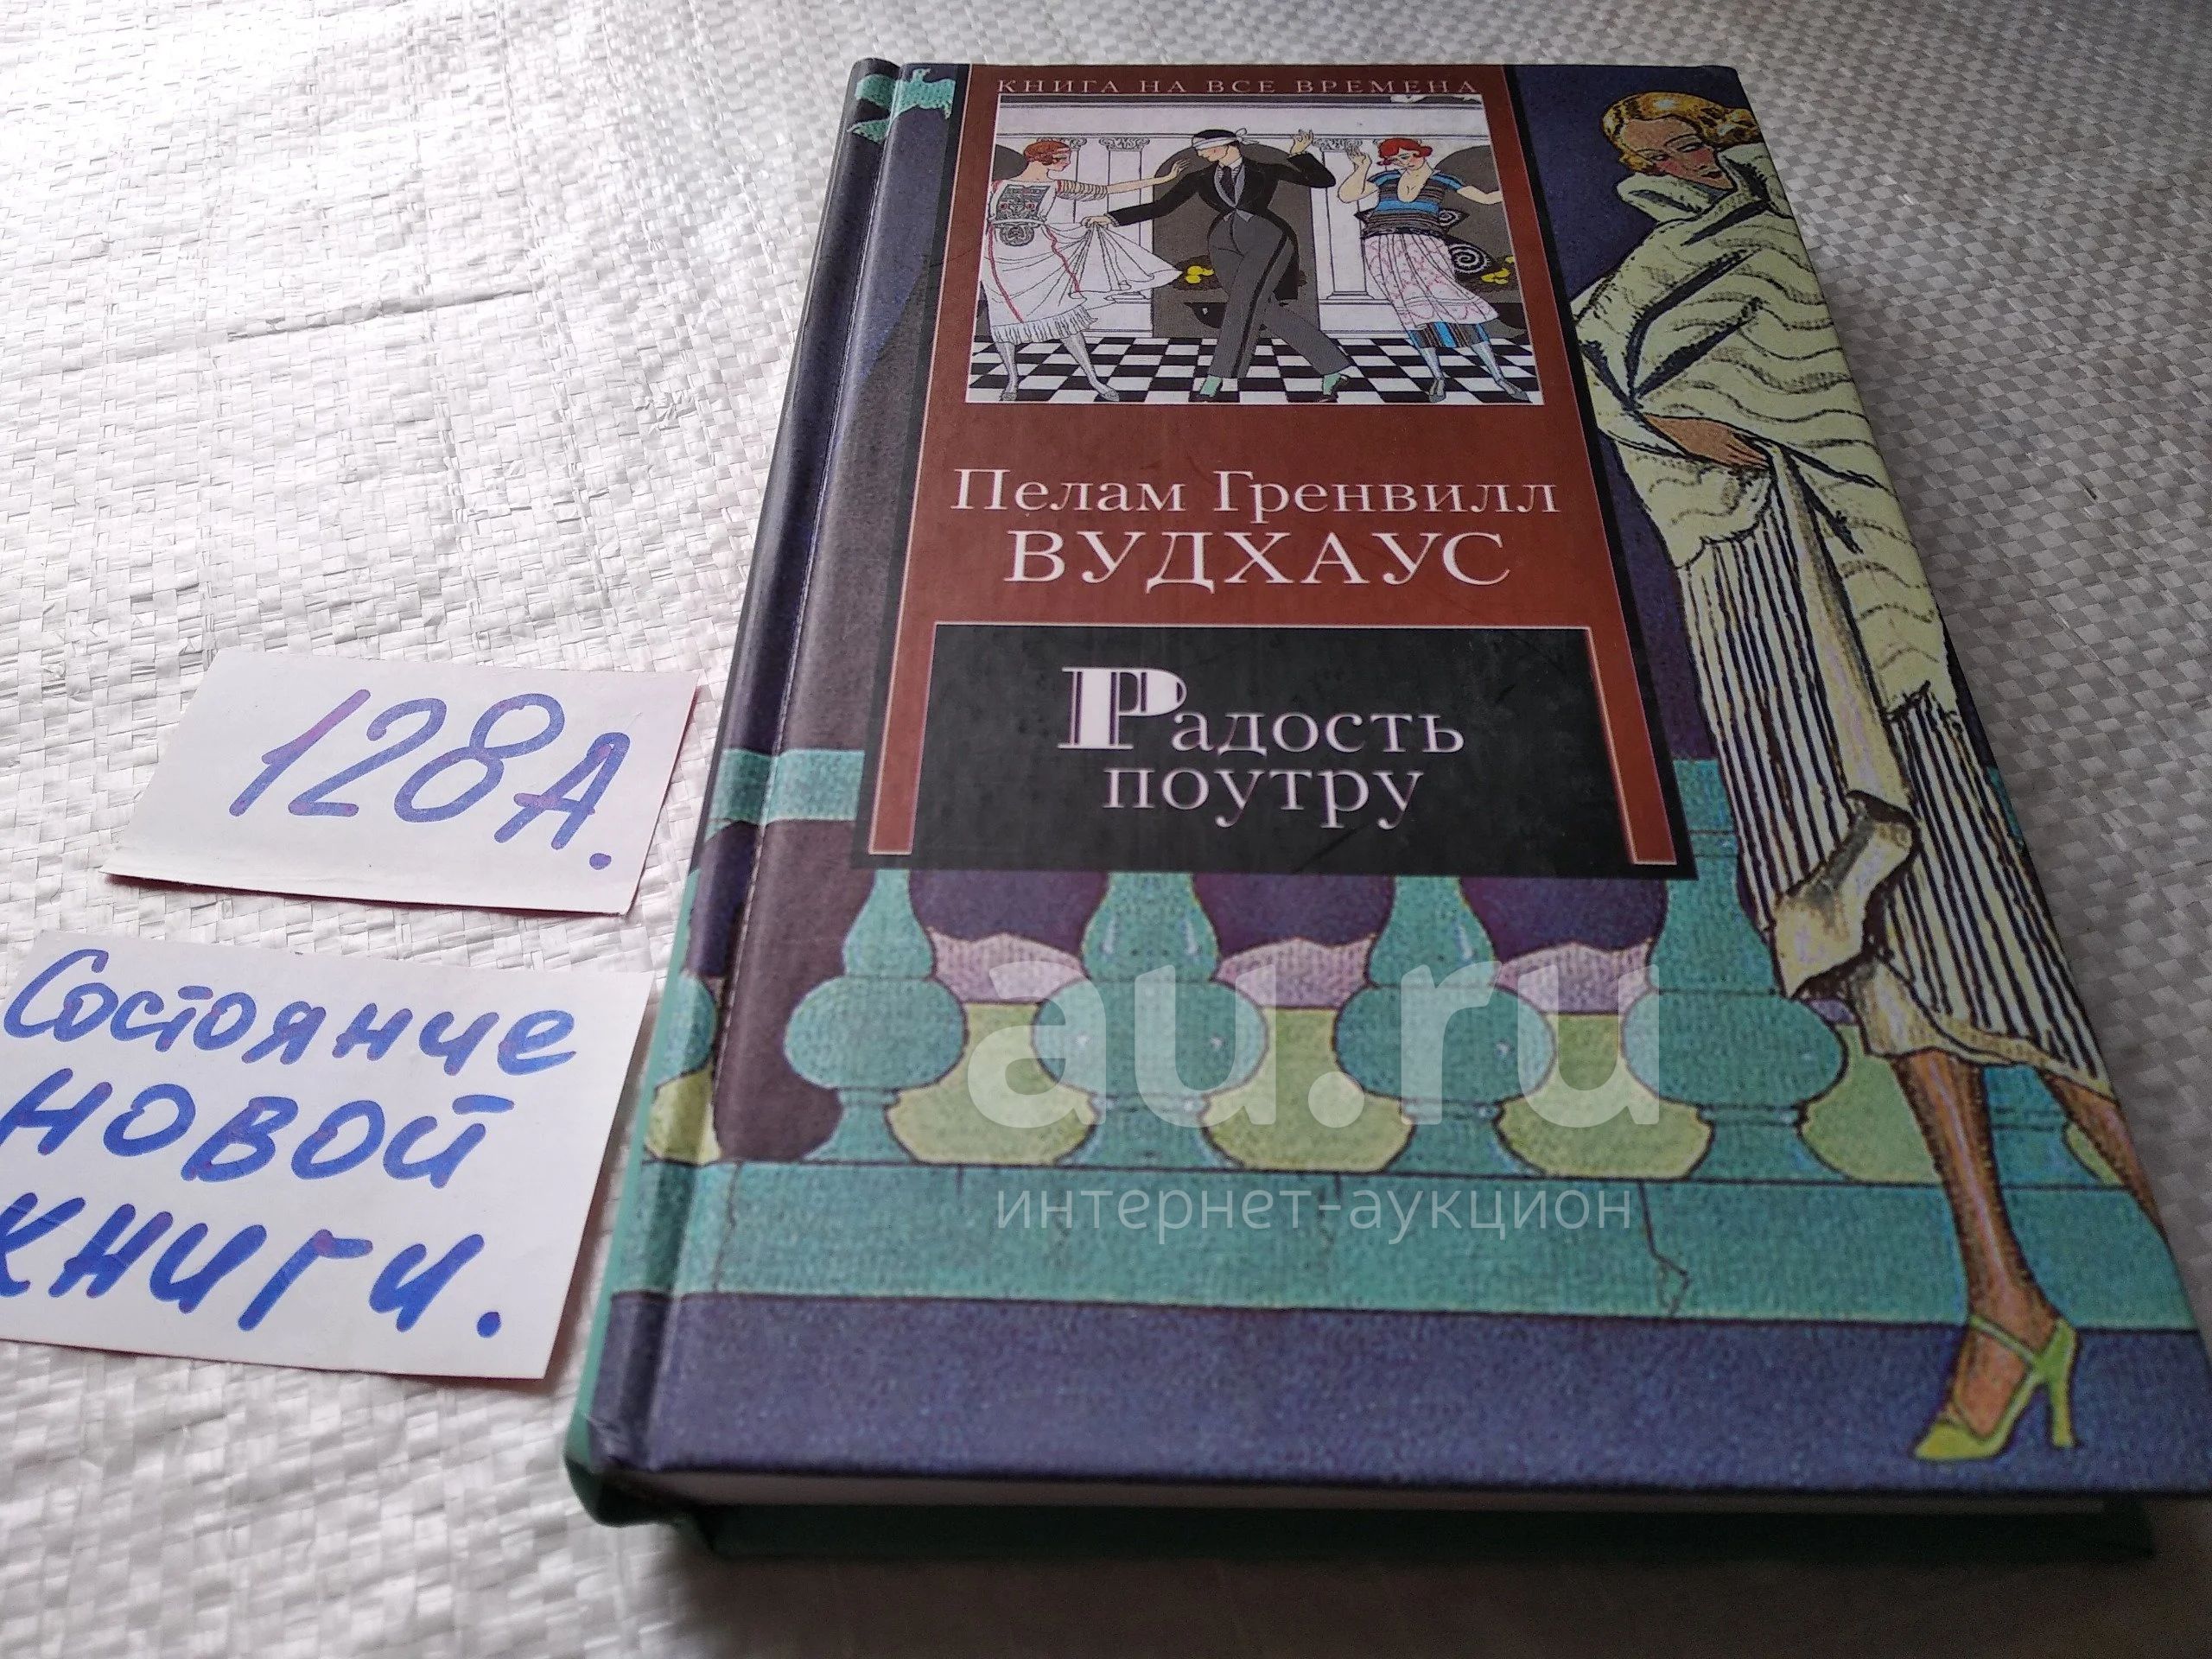 КНИГА НА ВСЕ ВРЕМЕНА
Пелам Гренвилл
ВУДХАУС
Радость
поутру
128А.
Состояние
новой
книги.
au.ru
интернет-аукцион